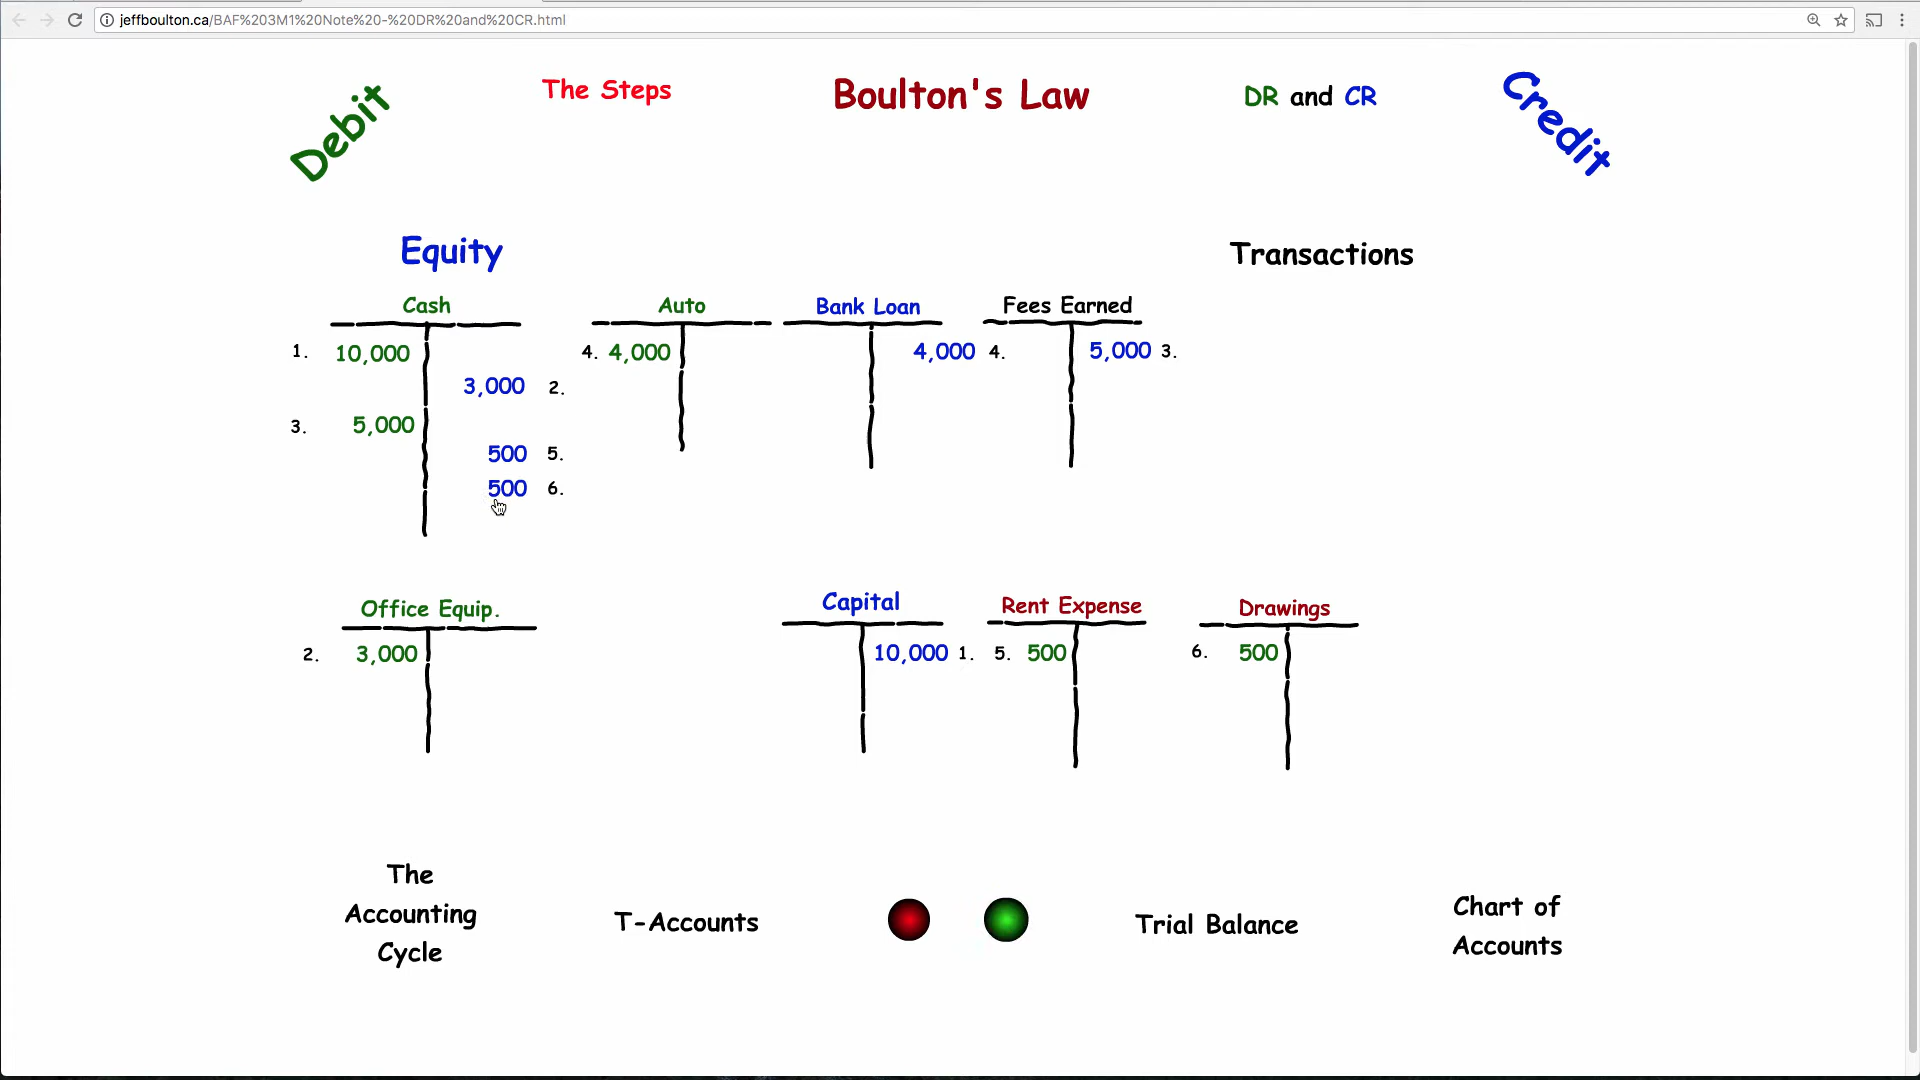 jeffboulton.ca/BAF%203M1%20Note%20-%20DR%20and%20CR.html
Debit
The Steps
Boulton's Law
DR and CR
Credit
Equity
Transactions
Cash
Auto
Bank Loan
Fees Earned
1. 10,000
4. 4,000
4,000 4.
5,000 3.
3,000 2.
3. 5,000
500 5.
500 6.
Office Equip.
Capital
Rent Expense
Drawings
2. 3,000
10,000 1.
5. 500
6. 500
The
Accounting
Cycle
T-Accounts
Trial Balance
Chart of
Accounts